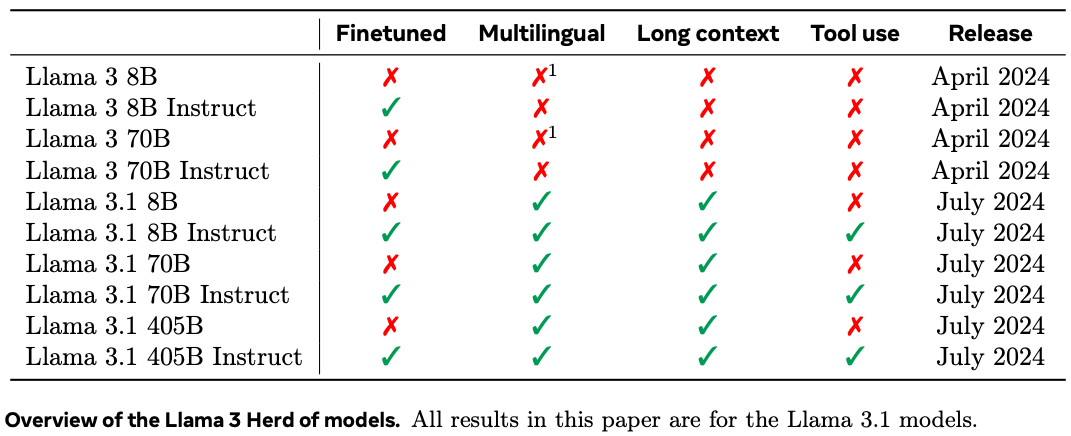 Finetuned Multilingual Long context Tool use Release
Llama 3 8B ✗ ✗¹ ✗ ✗ April 2024
Llama 3 8B Instruct ✓ ✗ ✗ ✗ April 2024
Llama 3 70B ✗ ✗¹ ✗ ✗ April 2024
Llama 3 70B Instruct ✓ ✗ ✗ ✗ April 2024
Llama 3.1 8B ✗ ✓ ✓ ✗ July 2024
Llama 3.1 8B Instruct ✓ ✓ ✓ ✓ July 2024
Llama 3.1 70B ✗ ✓ ✓ ✗ July 2024
Llama 3.1 70B Instruct ✓ ✓ ✓ ✓ July 2024
Llama 3.1 405B ✗ ✓ ✓ ✗ July 2024
Llama 3.1 405B Instruct ✓ ✓ ✓ ✓ July 2024
Overview of the Llama 3 Herd of models. All results in this paper are for the Llama 3.1 models.